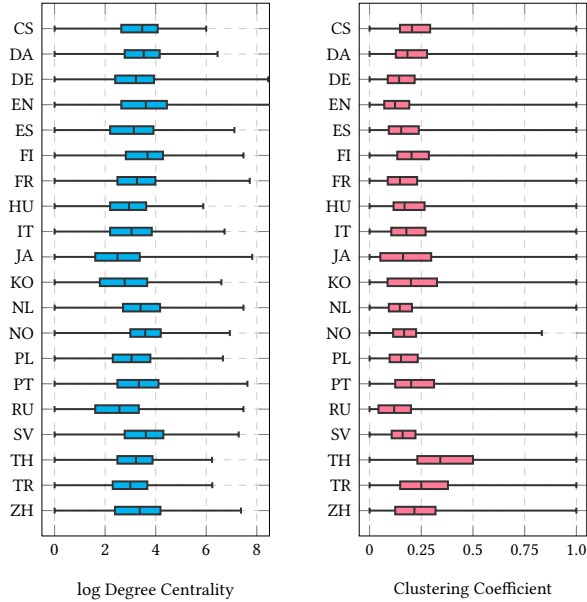 CS CS
DA DA
DE DE
EN EN
ES ES
FI FI
FR FR
HU HU
IT IT
JA JA
KO KO
NL NL
NO NO
PL PL
PT PT
RU RU
SV SV
TH TH
TR TR
ZH ZH
0 2 4 6 8 0 0.25 0.5 0.75 1.0
log Degree Centrality Clustering Coefficient